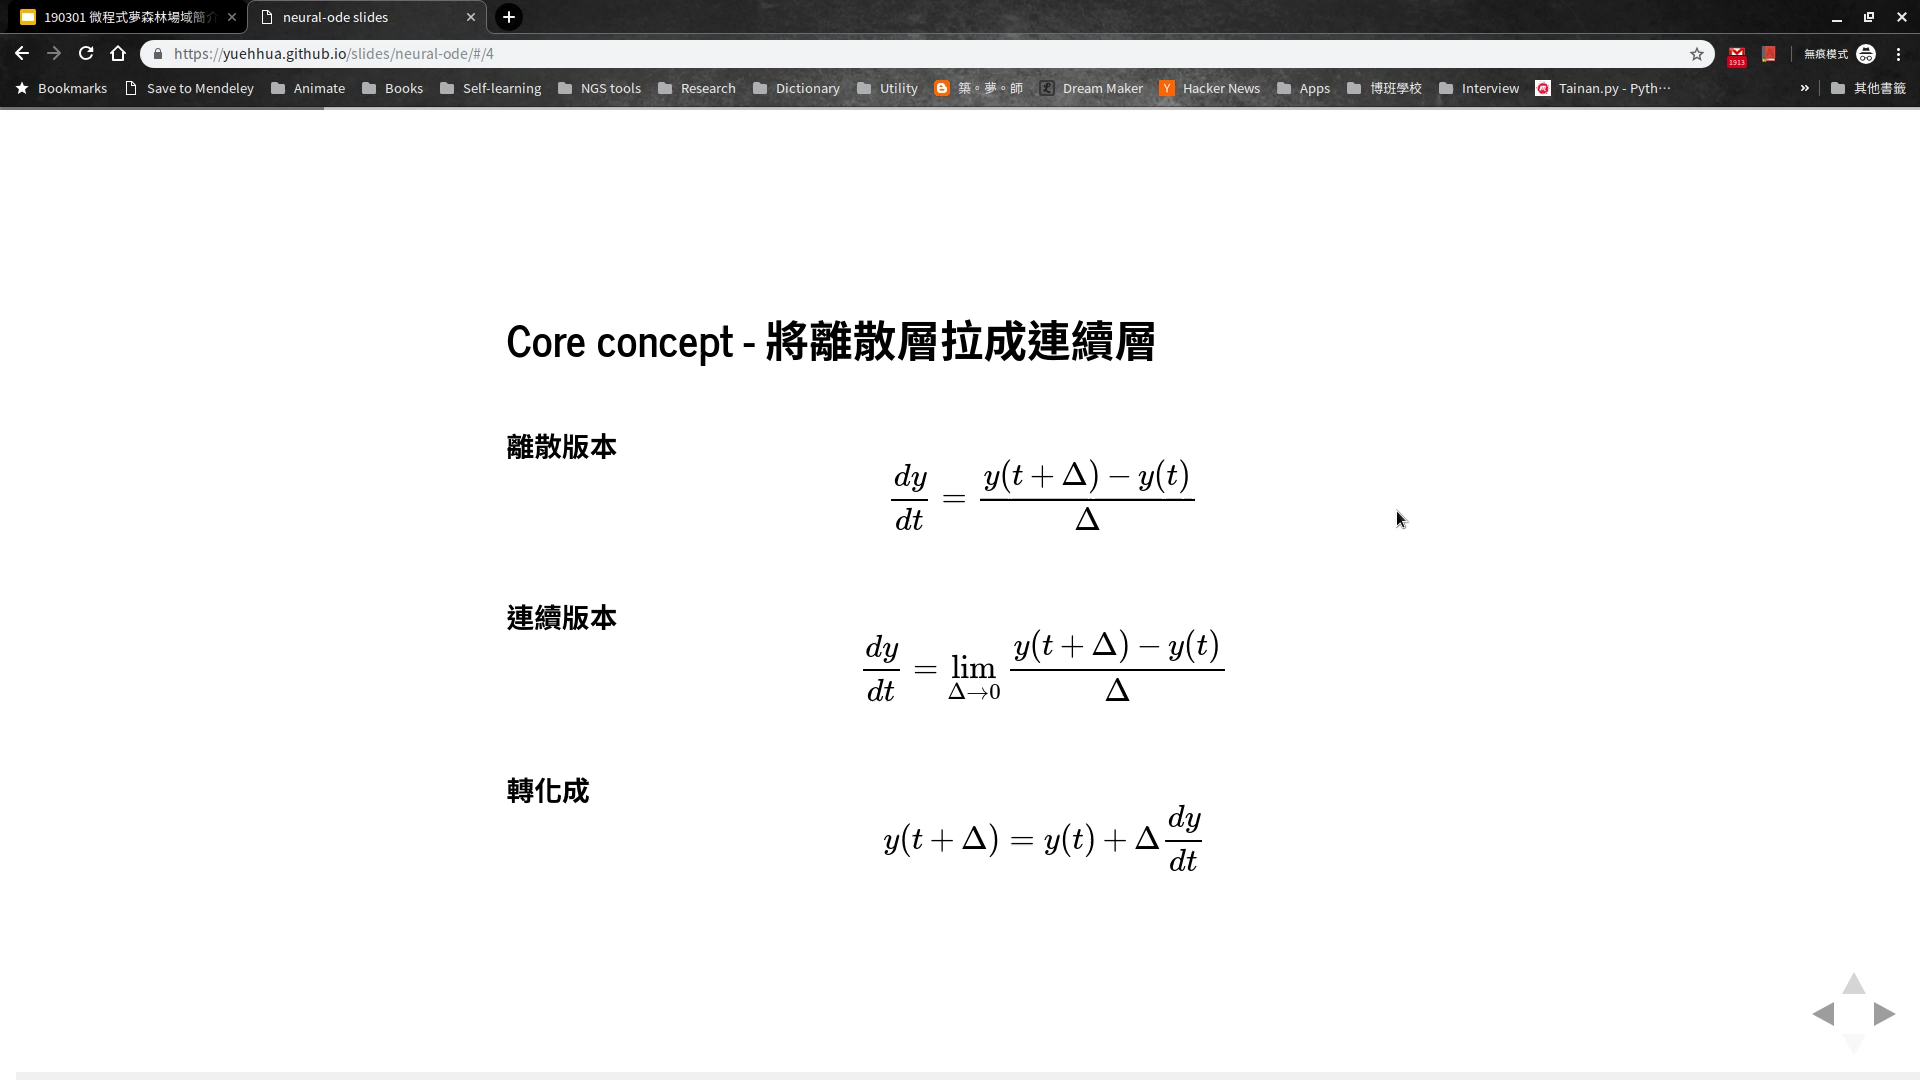 190301 微程式夢森林場域簡介
neural-ode slides
https://yuehhua.github.io/slides/neural-ode/#/4
1913
無痕模式
Bookmarks Save to Mendeley Animate Books Self-learning NGS tools Research Dictionary Utility 築。夢。師 Dream Maker Hacker News Apps 博班學校 Interview Tainan.py - Pyth… » 其他書籤
Core concept - 將離散層拉成連續層
離散版本
dy/dt = (y(t + Δ) − y(t))/Δ
連續版本
dy/dt = lim Δ→0 (y(t + Δ) − y(t))/Δ
轉化成
y(t + Δ) = y(t) + Δ dy/dt